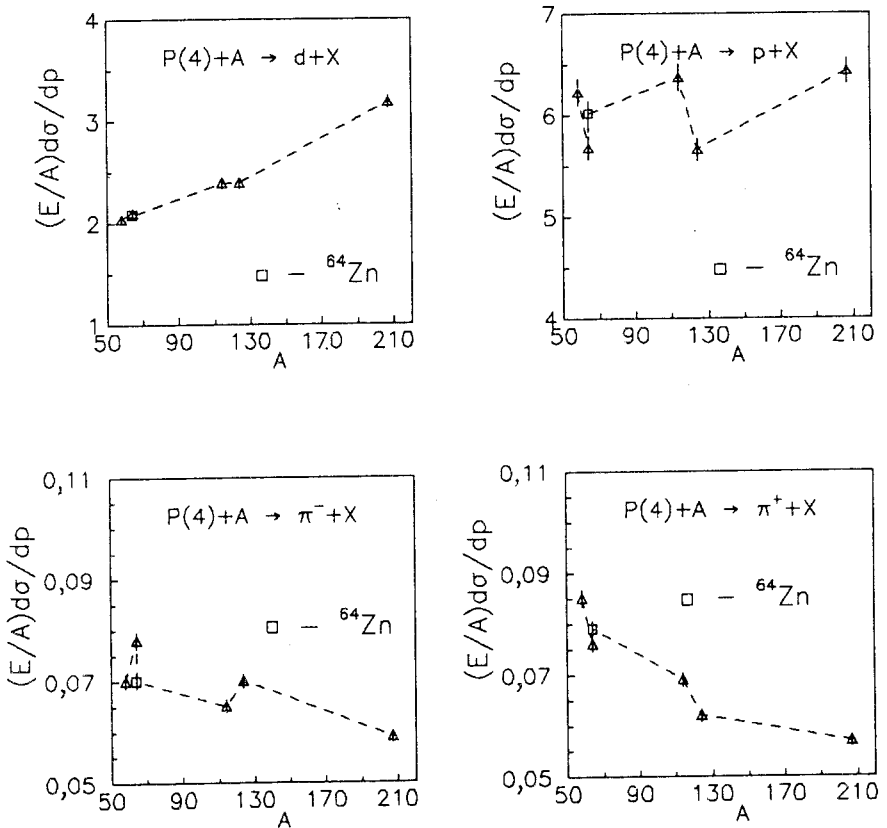 (E/A)dσ/dp
4
3
2
1
P(4)+A → d+X
□ – ⁶⁴Zn
50 90 130 170 210
A
(E/A)dσ/dp
7
6
5
4
P(4)+A → p+X
□ – ⁶⁴Zn
50 90 130 170 210
A
(E/A)dσ/dp
0,11
0,09
0,07
0,05
P(4)+A → π⁻+X
□ – ⁶⁴Zn
50 90 130 170 210
A
(E/A)dσ/dp
0,11
0,09
0,07
0,05
P(4)+A → π⁺+X
□ – ⁶⁴Zn
50 90 130 170 210
A